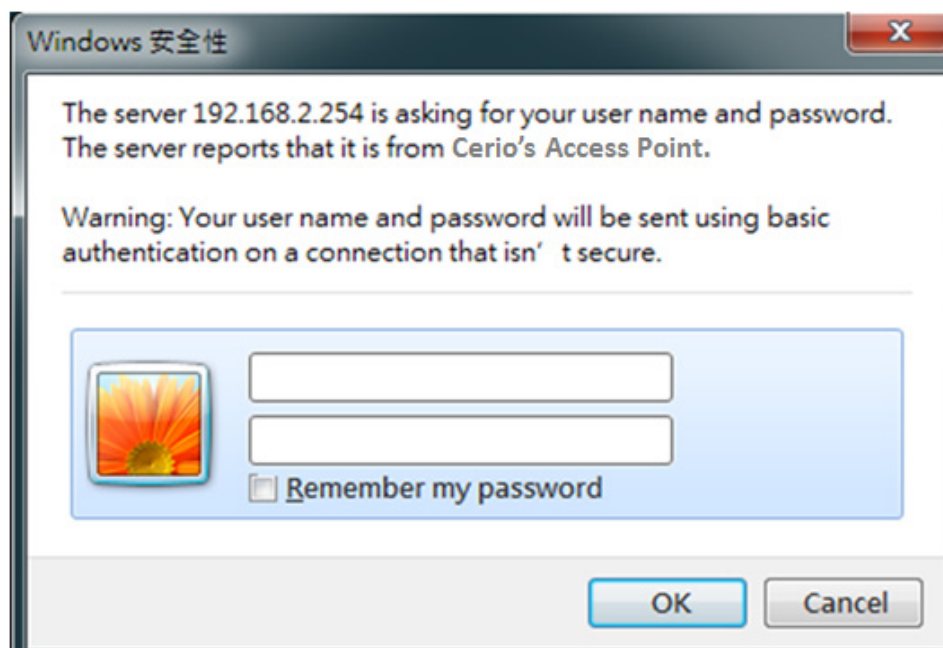 Windows 安全性
The server 192.168.2.254 is asking for your user name and password.
The server reports that it is from Cerio’s Access Point.
Warning: Your user name and password will be sent using basic
authentication on a connection that isn’ t secure.
Remember my password
OK
Cancel